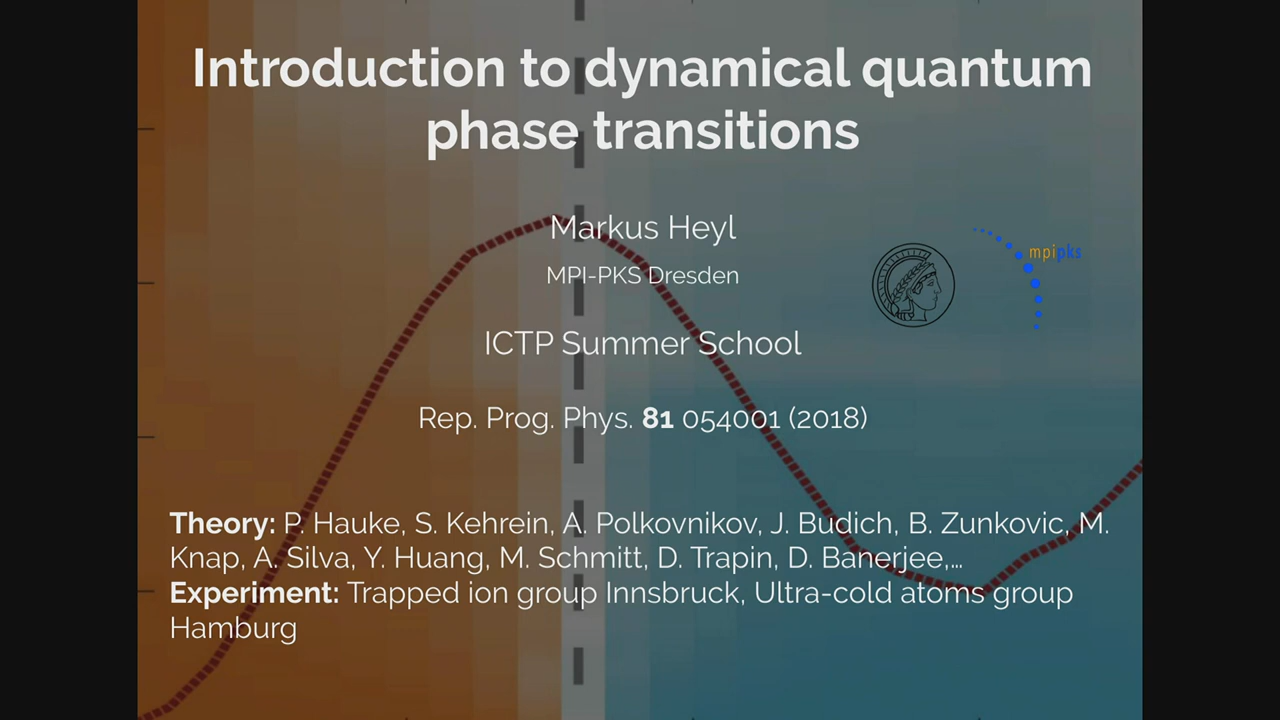 Introduction to dynamical quantum
phase transitions
Markus Heyl
MPI-PKS Dresden
mpipks
ICTP Summer School
Rep. Prog. Phys. 81 054001 (2018)
Theory: P. Hauke, S. Kehrein, A. Polkovnikov, J. Budich, B. Zunkovic, M.
Knap, A. Silva, Y. Huang, M. Schmitt, D. Trapin, D. Banerjee,...
Experiment: Trapped ion group Innsbruck, Ultra-cold atoms group
Hamburg